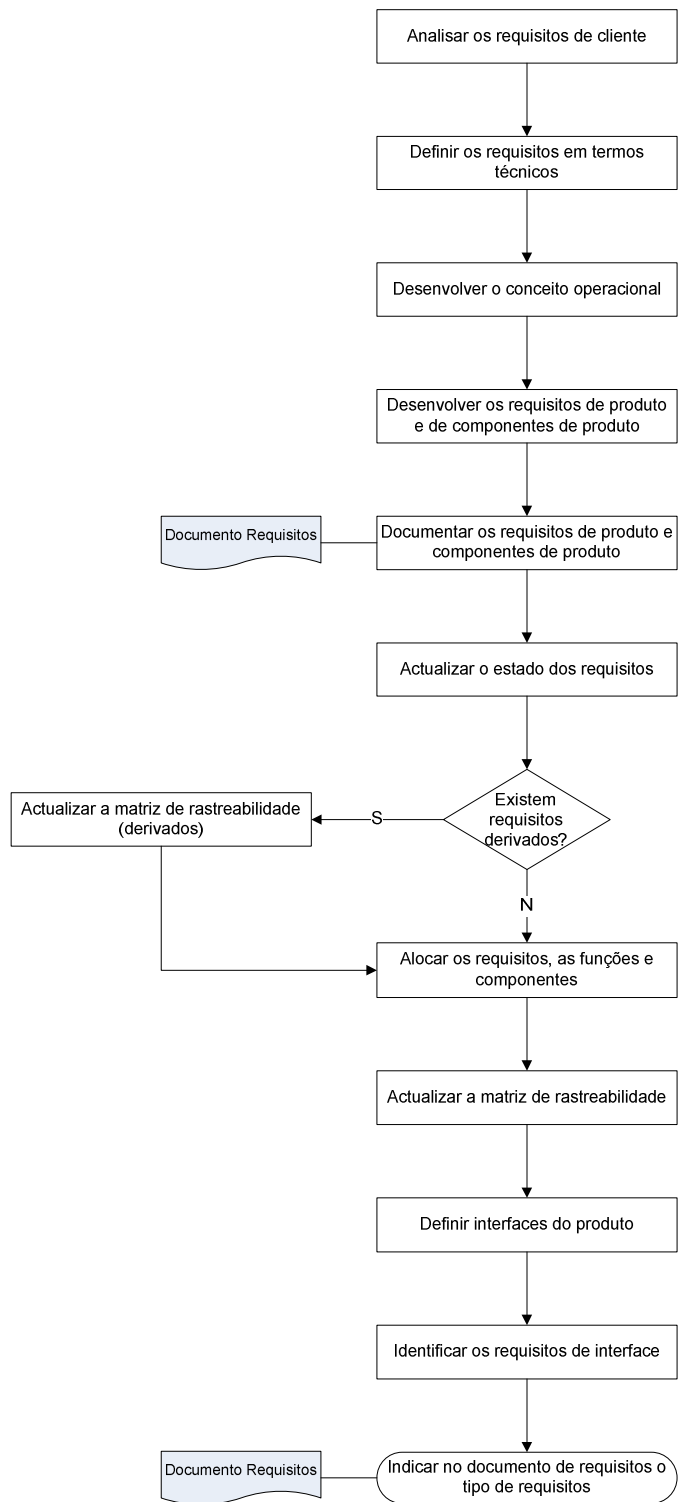 Analisar os requisitos de cliente
Definir os requisitos em termos
técnicos
Desenvolver o conceito operacional
Desenvolver os requisitos de produto
e de componentes de produto
Documento Requisitos
Documentar os requisitos de produto e
componentes de produto
Actualizar o estado dos requisitos
Existem
requisitos
derivados?
S
Actualizar a matriz de rastreabilidade
(derivados)
N
Alocar os requisitos, as funções e
componentes
Actualizar a matriz de rastreabilidade
Definir interfaces do produto
Identificar os requisitos de interface
Documento Requisitos
Indicar no documento de requisitos o
tipo de requisitos